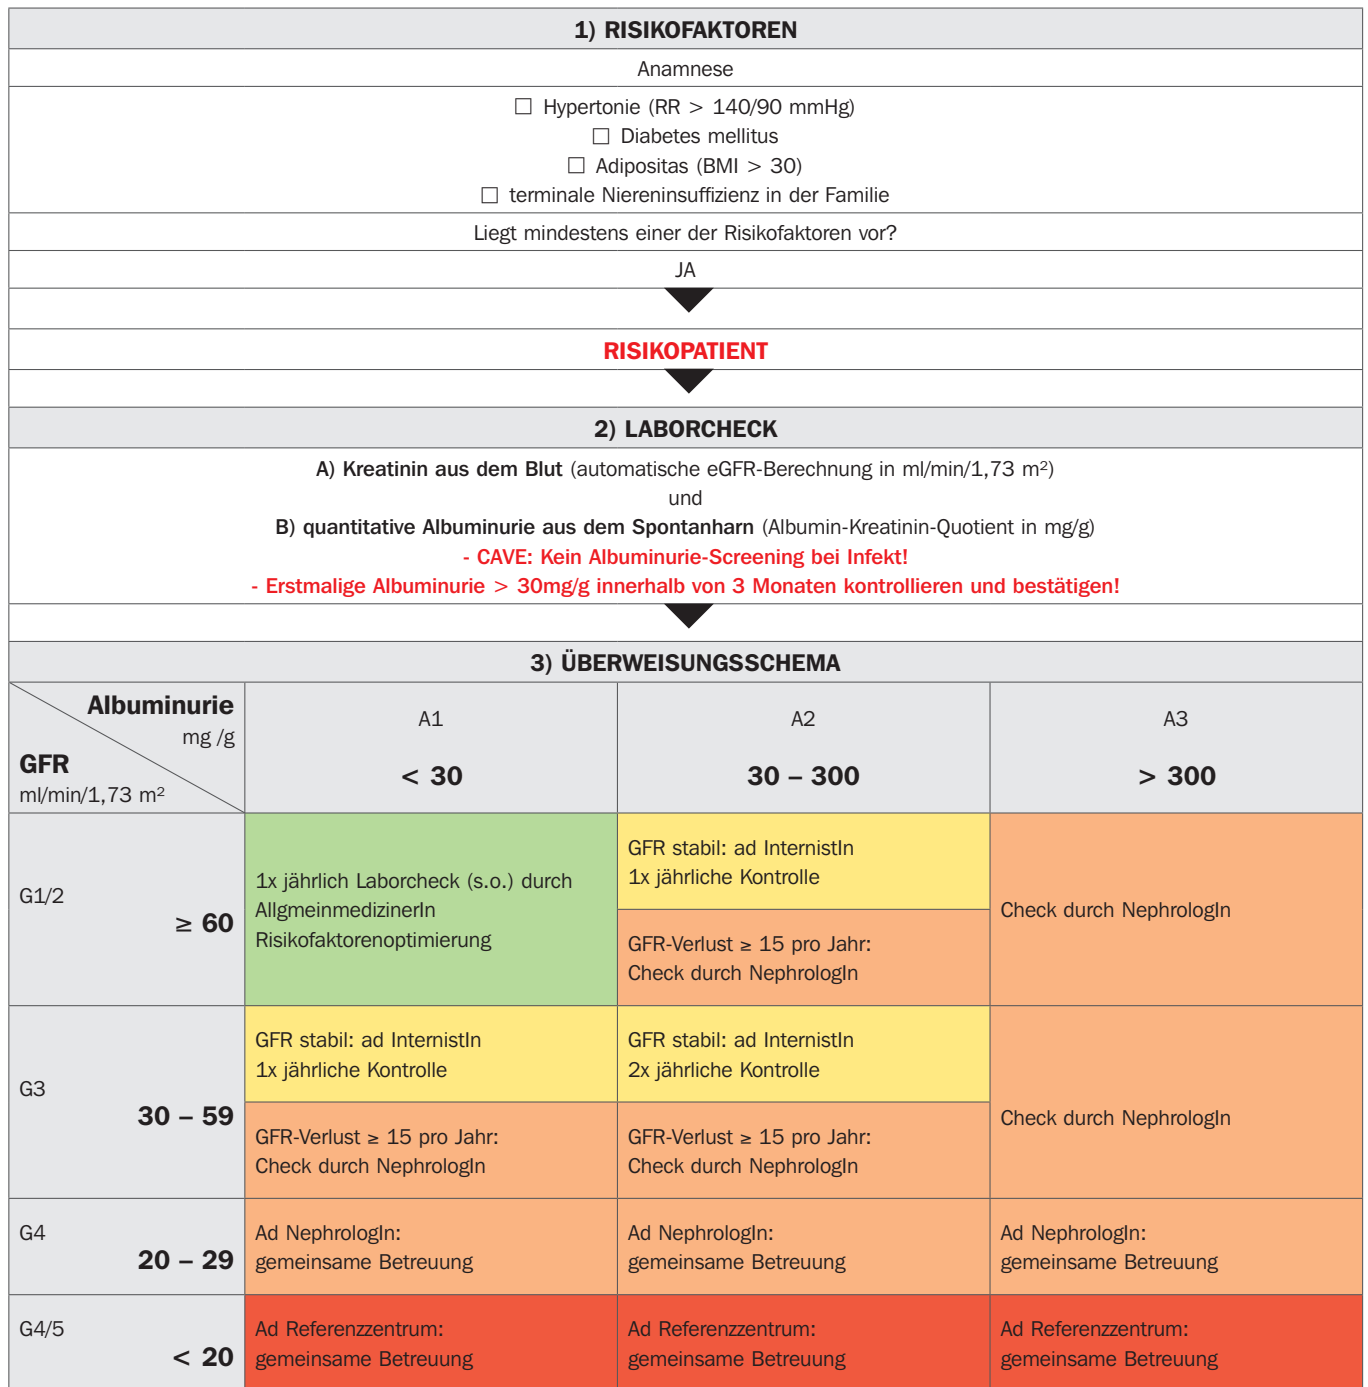 1) RISIKOFAKTOREN
Anamnese
☐ Hypertonie (RR > 140/90 mmHg)
☐ Diabetes mellitus
☐ Adipositas (BMI > 30)
☐ terminale Niereninsuffizienz in der Familie
Liegt mindestens einer der Risikofaktoren vor?
JA
RISIKOPATIENT
2) LABORCHECK
A) Kreatinin aus dem Blut (automatische eGFR-Berechnung in ml/min/1,73 m²)
und
B) quantitative Albuminurie aus dem Spontanharn (Albumin-Kreatinin-Quotient in mg/g)
- CAVE: Kein Albuminurie-Screening bei Infekt!
- Erstmalige Albuminurie > 30mg/g innerhalb von 3 Monaten kontrollieren und bestätigen!
3) ÜBERWEISUNGSSCHEMA
Albuminurie
mg /g
GFR
ml/min/1,73 m²
A1
< 30
A2
30 – 300
A3
> 300
G1/2
≥ 60
1x jährlich Laborcheck (s.o.) durch
AllgmeinmedizinerIn
Risikofaktorenoptimierung
GFR stabil: ad InternistIn
1x jährliche Kontrolle
GFR-Verlust ≥ 15 pro Jahr:
Check durch NephrologIn
Check durch NephrologIn
G3
30 – 59
GFR stabil: ad InternistIn
1x jährliche Kontrolle
GFR-Verlust ≥ 15 pro Jahr:
Check durch NephrologIn
GFR stabil: ad InternistIn
2x jährliche Kontrolle
GFR-Verlust ≥ 15 pro Jahr:
Check durch NephrologIn
Check durch NephrologIn
G4
20 – 29
Ad NephrologIn:
gemeinsame Betreuung
Ad NephrologIn:
gemeinsame Betreuung
Ad NephrologIn:
gemeinsame Betreuung
G4/5
< 20
Ad Referenzzentrum:
gemeinsame Betreuung
Ad Referenzzentrum:
gemeinsame Betreuung
Ad Referenzzentrum:
gemeinsame Betreuung